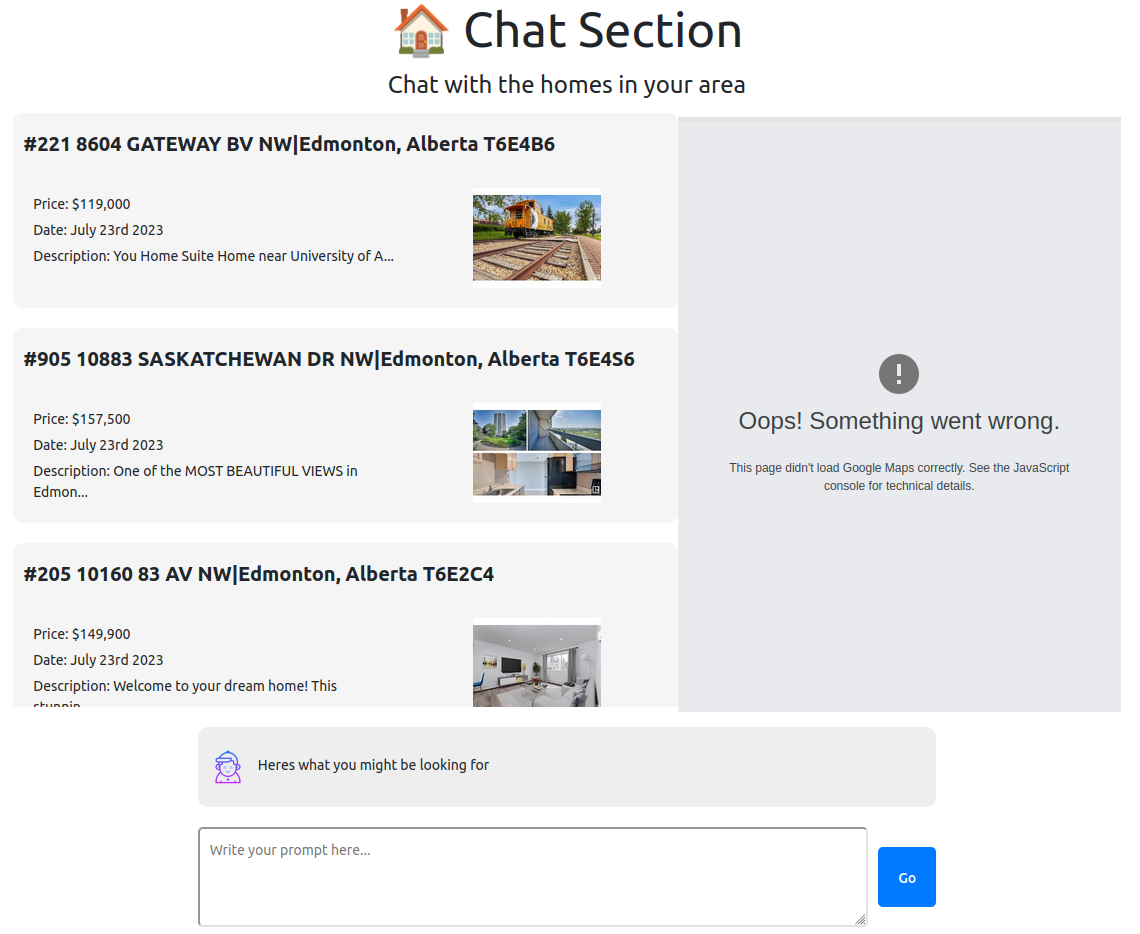 Chat Section
Chat with the homes in your area
#221 8604 GATEWAY BV NW|Edmonton, Alberta T6E4B6
Price: $119,000
Date: July 23rd 2023
Description: You Home Suite Home near University of A...
#905 10883 SASKATCHEWAN DR NW|Edmonton, Alberta T6E4S6
Price: $157,500
Date: July 23rd 2023
Description: One of the MOST BEAUTIFUL VIEWS in
Edmon...
#205 10160 83 AV NW|Edmonton, Alberta T6E2C4
Price: $149,900
Date: July 23rd 2023
Description: Welcome to your dream home! This
stunnin...
Oops! Something went wrong.
This page didn't load Google Maps correctly. See the JavaScript
console for technical details.
Heres what you might be looking for
Write your prompt here...
Go